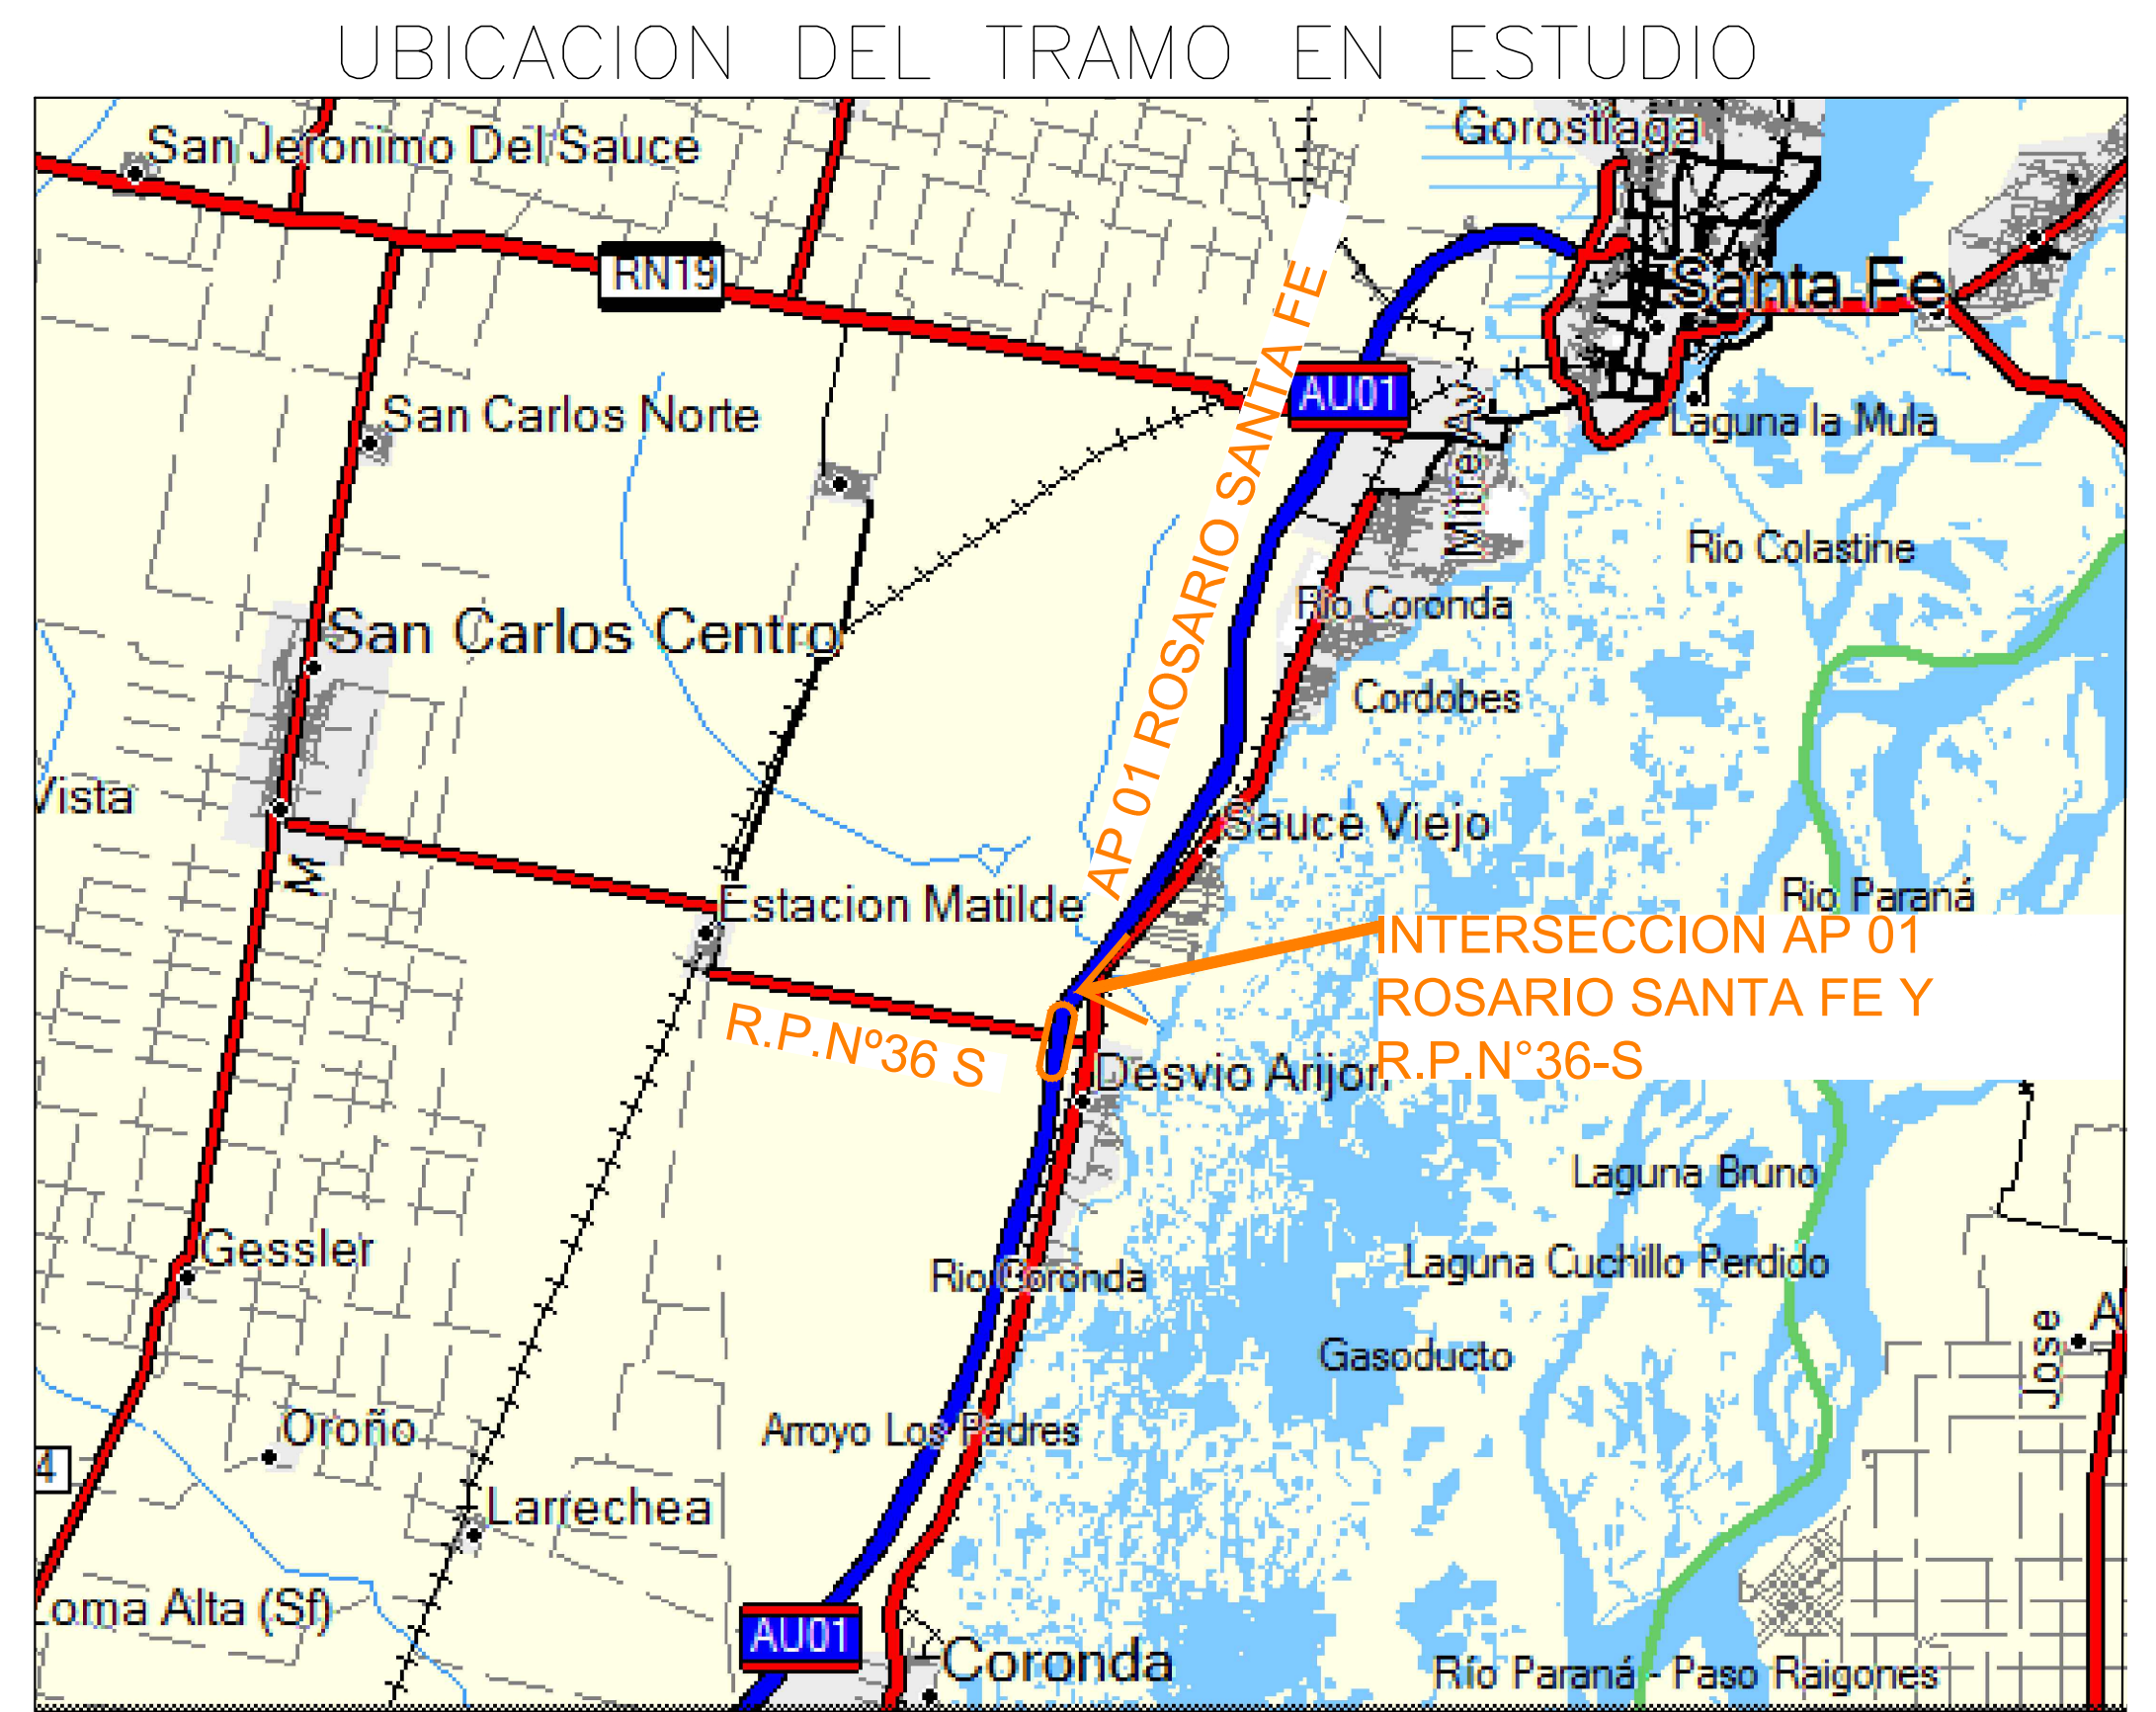 UBICACION DEL TRAMO EN ESTUDIO
San Jeronimo Del Sauce
Gorostiaga
RN19
Santa Fe
AP 01 ROSARIO SANTA FE
San Carlos Norte
AU01
Mitre Av
Laguna la Mula
Rio Colastine
Rio Coronda
San Carlos Centro
Cordobes
Vista
Sauce Viejo
M
Estacion Matilde
Rio Paraná
INTERSECCION AP 01
ROSARIO SANTA FE Y
R.P.N°36-S
R.P.Nº36 S
Desvio Arijon
Laguna Bruno
Gessler
Rio Coronda
Laguna Cuchillo Perdido
Jose
A
Gasoducto
Oroño
Arroyo Los Padres
4
Larrechea
Loma Alta (Sf)
AU01
Coronda
Río Paraná - Paso Raigones